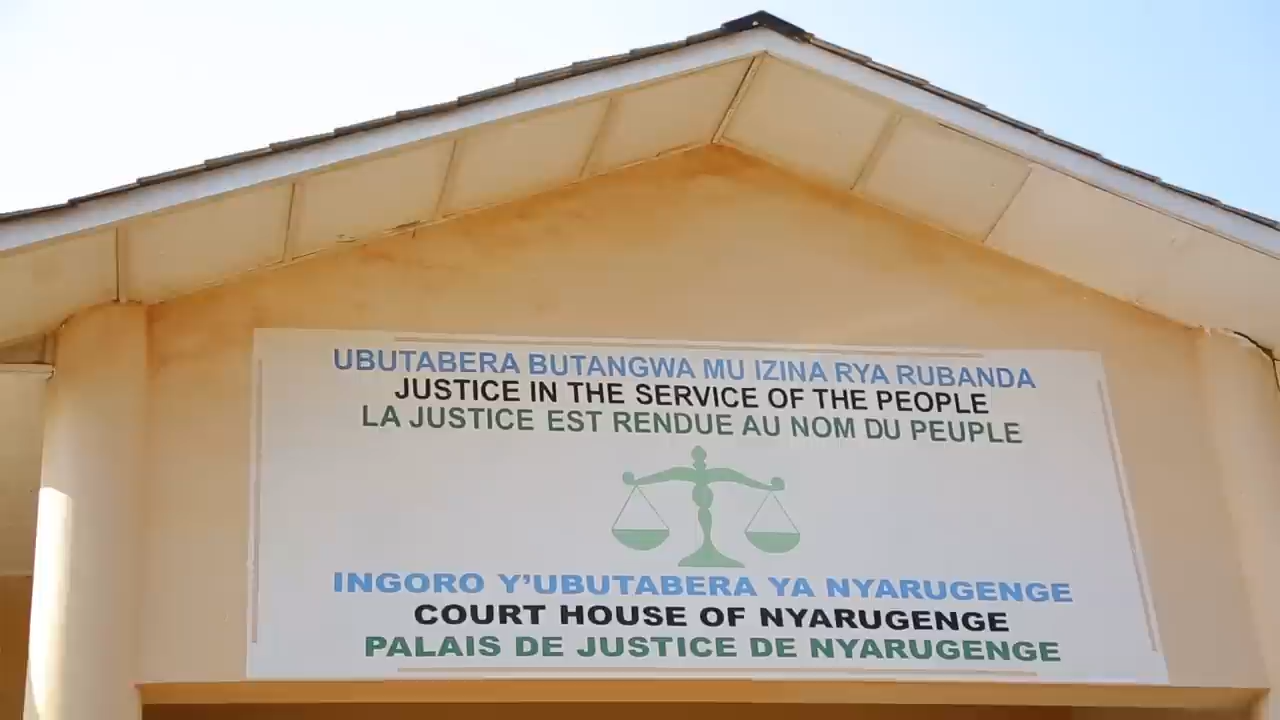 UBUTABERA BUTANGWA MU IZINA RYA RUBANDA
JUSTICE IN THE SERVICE OF THE PEOPLE
LA JUSTICE EST RENDUE AU NOM DU PEUPLE
INGORO Y'UBUTABERA YA NYARUGENGE
COURT HOUSE OF NYARUGENGE
PALAIS DE JUSTICE DE NYARUGENGE